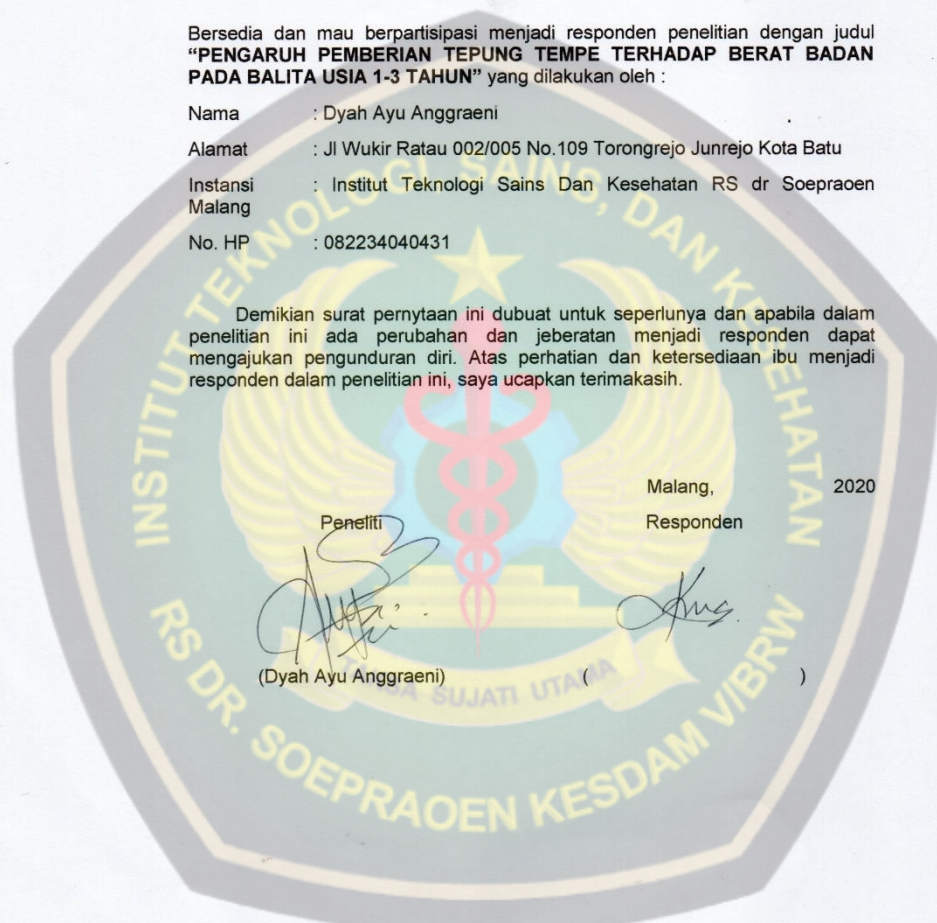 Bersedia dan mau berpartisipasi menjadi responden penelitian dengan judul
“PENGARUH PEMBERIAN TEPUNG TEMPE TERHADAP BERAT BADAN
PADA BALITA USIA 1-3 TAHUN” yang dilakukan oleh :
Nama : Dyah Ayu Anggraeni
Alamat : Jl Wukir Ratau 002/005 No.109 Torongrejo Junrejo Kota Batu
Instansi : Institut Teknologi Sains Dan Kesehatan RS dr Soepraoen
Malang
No. HP : 082234040431
Demikian surat pernytaan ini dubuat untuk seperlunya dan apabila dalam
penelitian ini ada perubahan dan jeberatan menjadi responden dapat
mengajukan pengunduran diri. Atas perhatian dan ketersediaan ibu menjadi
responden dalam penelitian ini, saya ucapkan terimakasih.
Malang, 2020
Peneliti Responden
(Dyah Ayu Anggraeni) ( )
INSTITUT TEKNOLOGI SAINS, DAN KESEHATAN
SUJATI UTAMA
RS DR. SOEPRAOEN KESDAM V/BRW